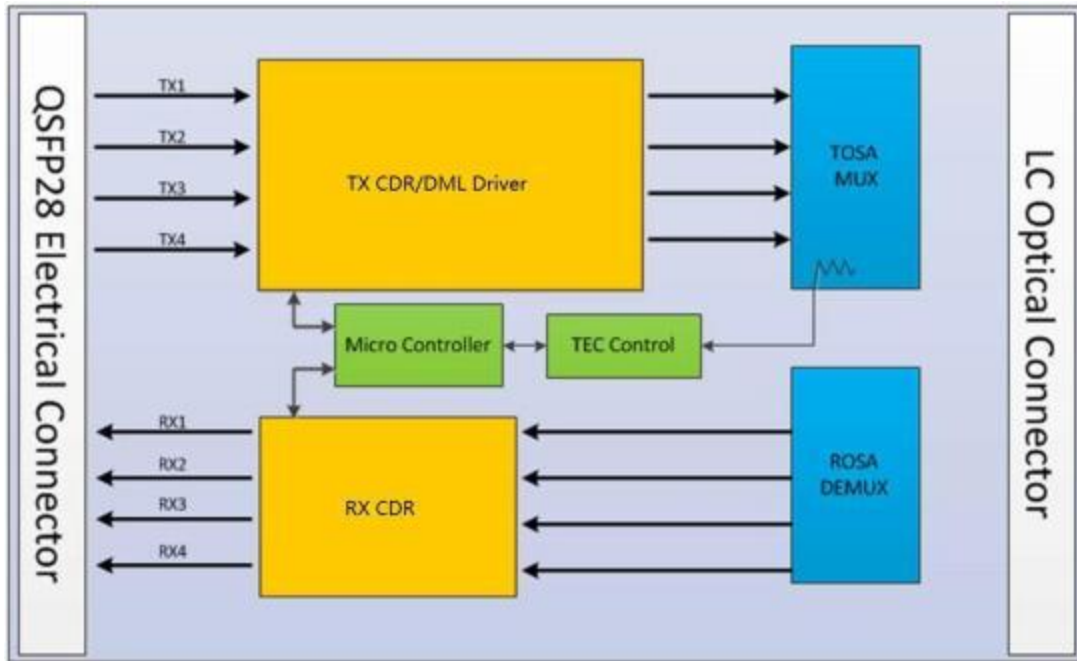 QSFP28 Electrical Connector
TX1
TX2
TX3
TX4
TX CDR/DML Driver
TOSA
MUX
LC Optical Connector
Micro Controller
TEC Control
RX1
RX2
RX3
RX4
RX CDR
ROSA
DEMUX